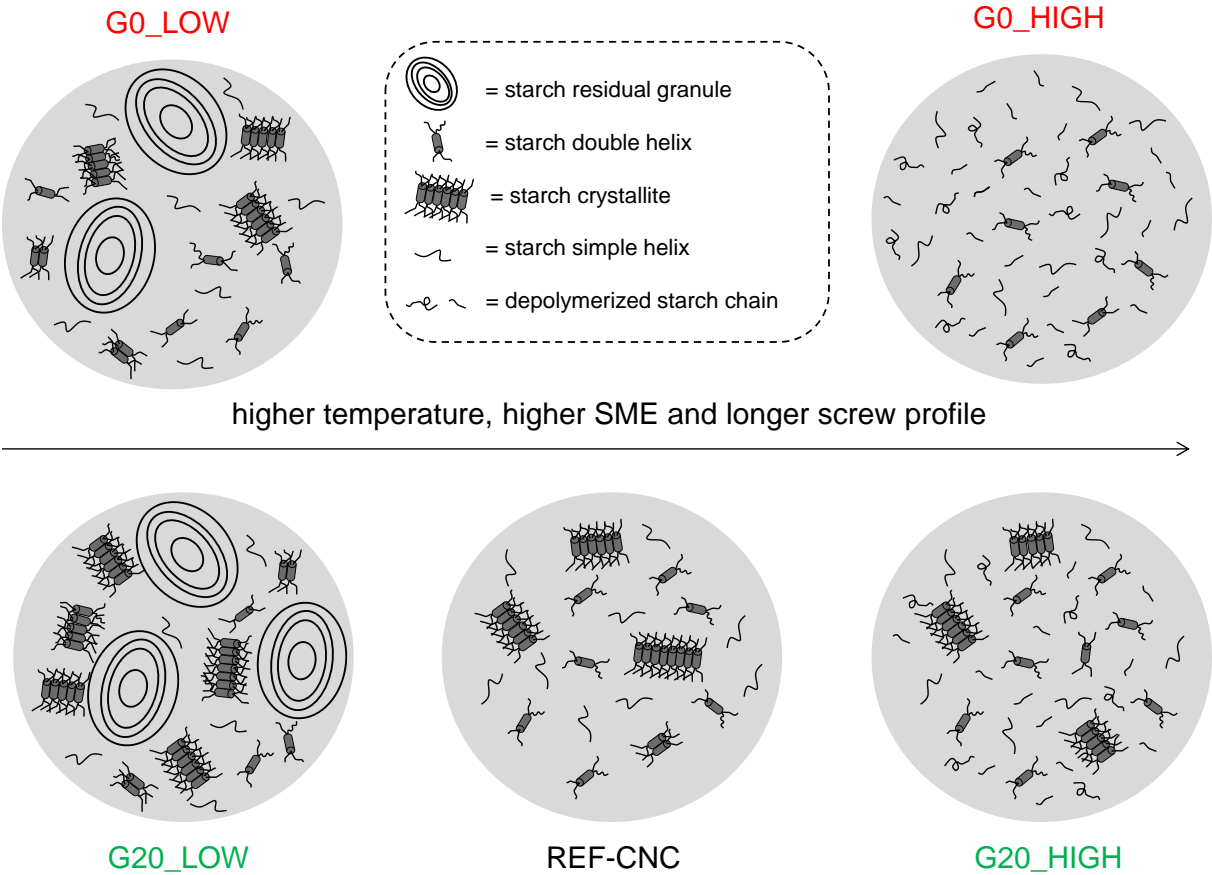 G0_LOW
G0_HIGH
= starch residual granule
= starch double helix
= starch crystallite
= starch simple helix
= depolymerized starch chain
higher temperature, higher SME and longer screw profile
G20_LOW
REF-CNC
G20_HIGH